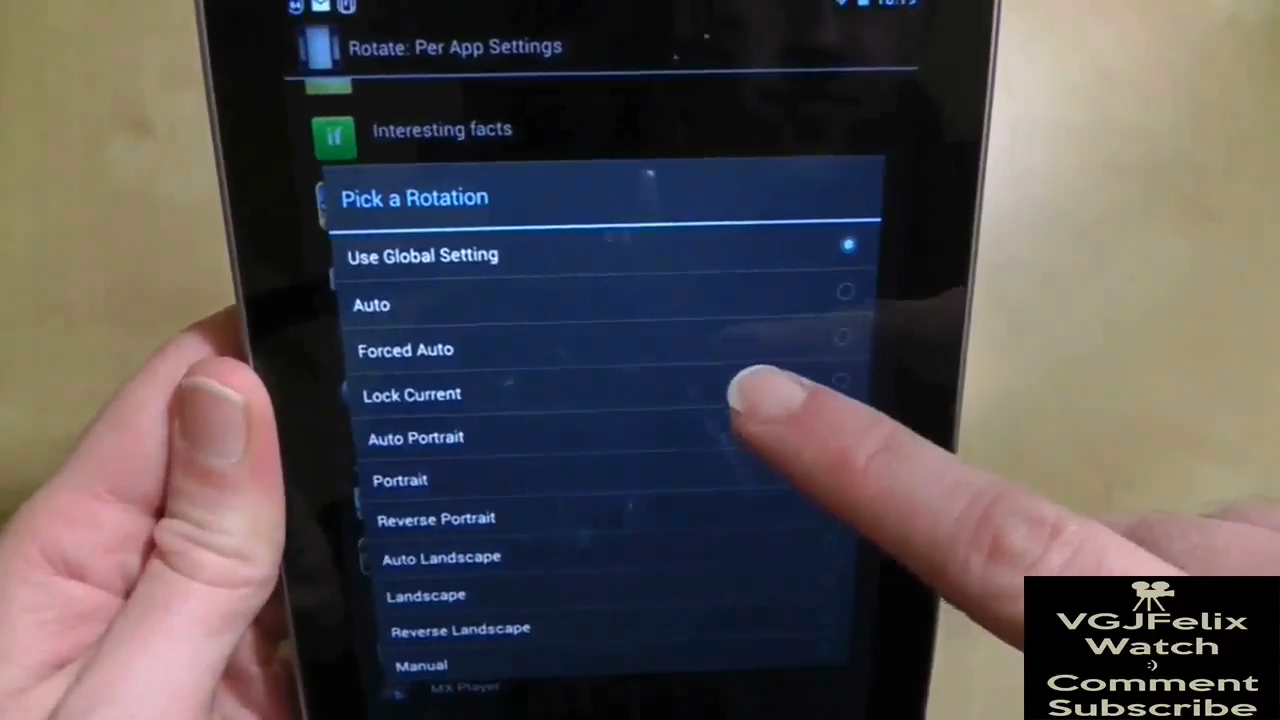 Rotate: Per App Settings
Interesting facts
Pick a Rotation
Use Global Setting
Auto
Forced Auto
Lock Current
Auto Portrait
Portrait
Reverse Portrait
Auto Landscape
Landscape
Reverse Landscape
Manual
MX Player
VGJFelix
Watch
:)
Comment
Subscribe